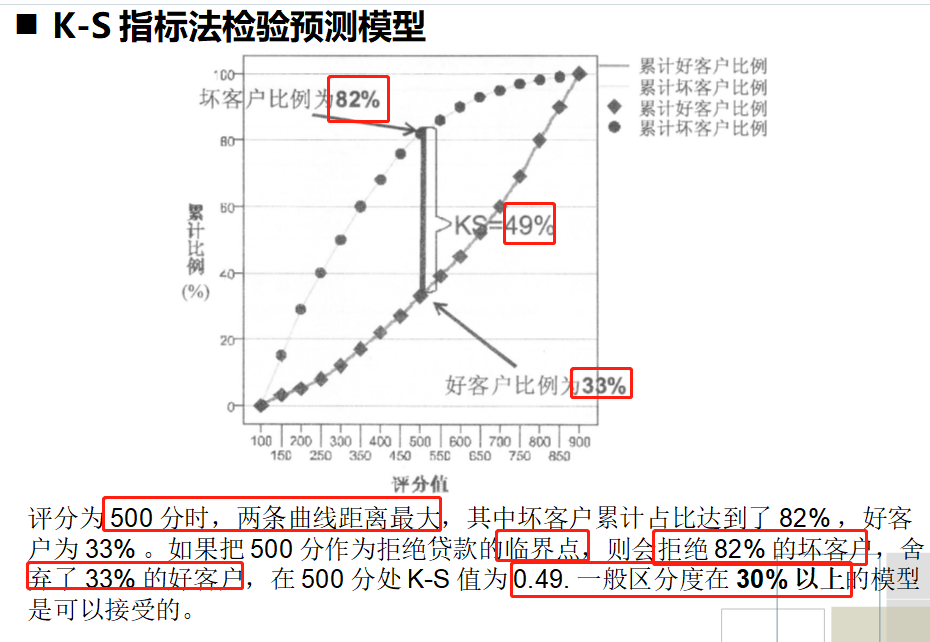 ■ K-S 指标法检验预测模型
100
坏客户比例为82%
80
60
40
20
0
累计比例
(%)
KS=49%
好客户比例为33%
累计好客户比例
累计坏客户比例
累计好客户比例
累计坏客户比例
100 200 300 400 500 600 700 800 900
150 250 350 450 550 650 750 850
评分值
评分为 500 分时，两条曲线距离最大，其中坏客户累计占比达到了 82% ，好客
户为 33% 。如果把 500 分作为拒绝贷款的临界点，则会拒绝 82% 的坏客户，舍
弃了 33% 的好客户，在 500 分处 K-S 值为 0.49. 一般区分度在 30% 以上的模型
是可以接受的。